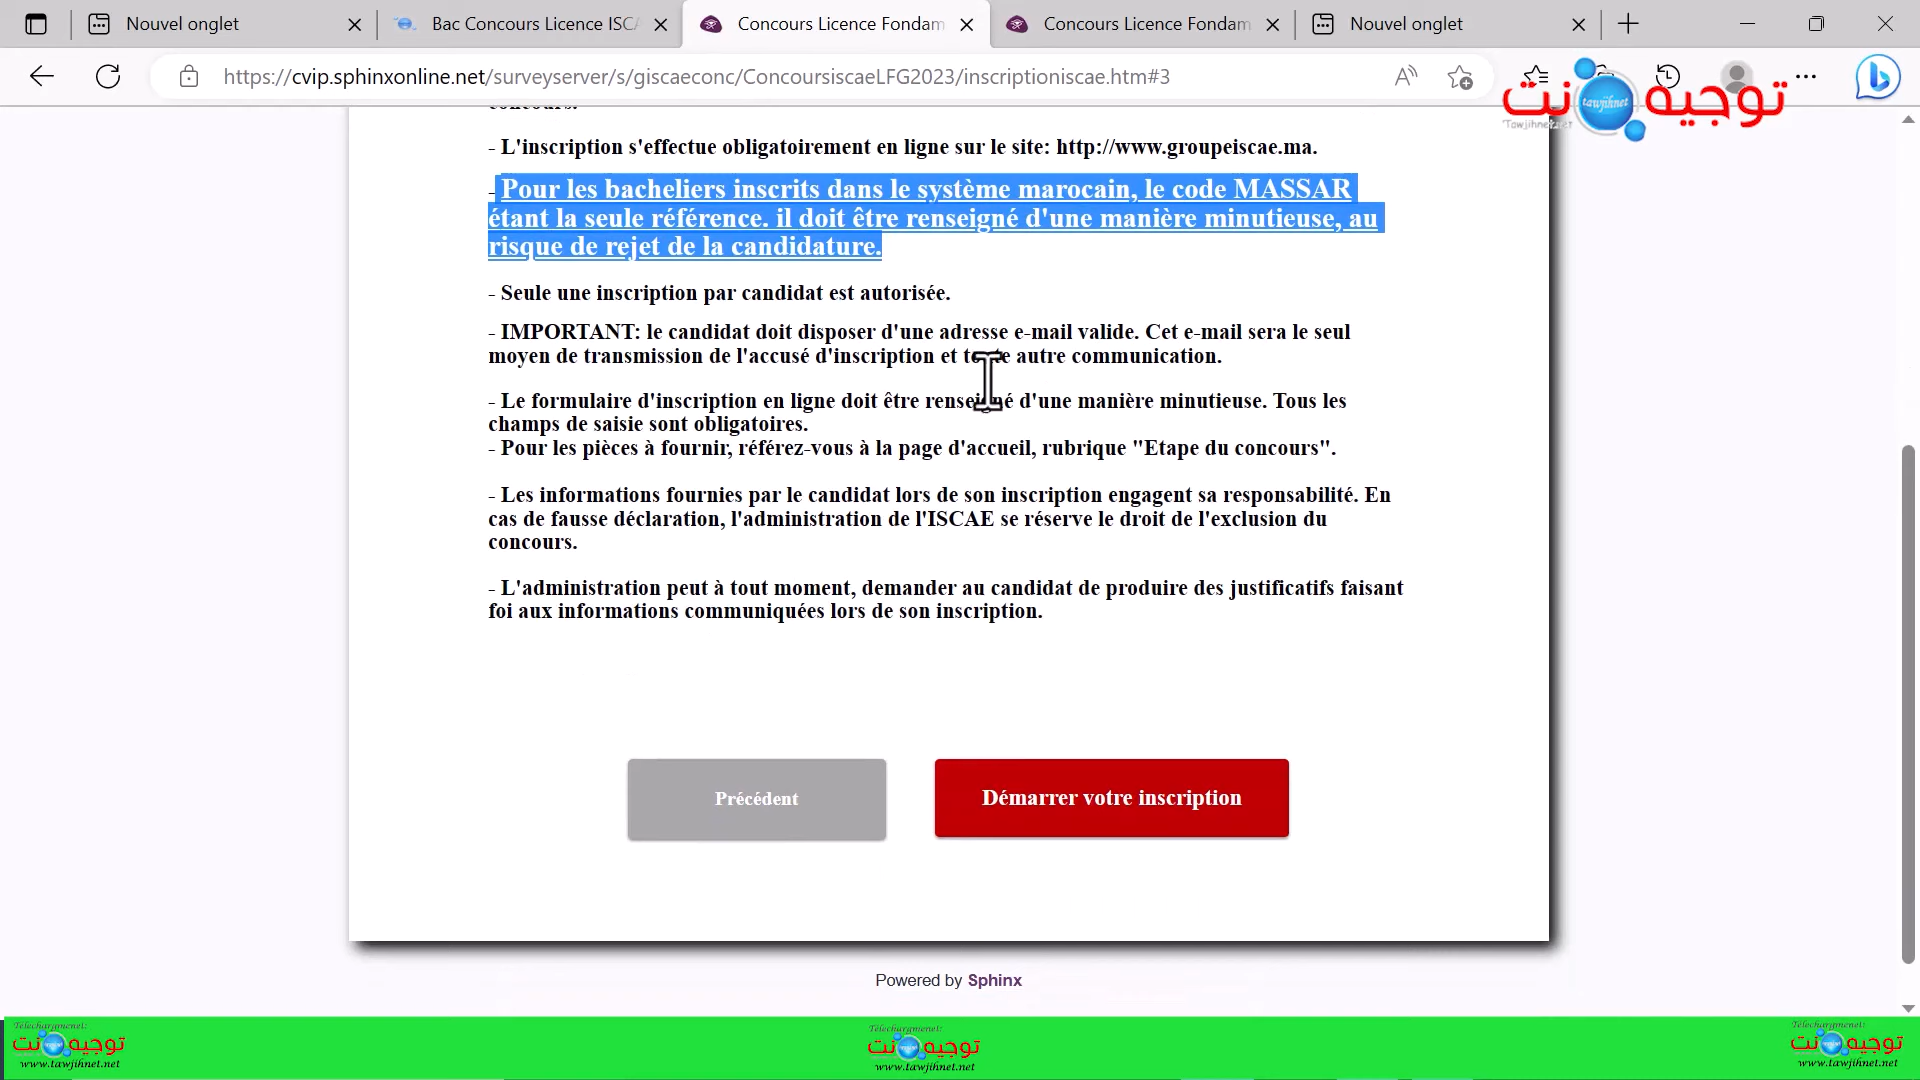 Nouvel onglet
Bac Concours Licence ISCA
Concours Licence Fondam
Concours Licence Fondam
Nouvel onglet
https://cvip.sphinxonline.net/surveyserver/s/giscaeconc/ConcoursiscaeLFG2023/inscriptioniscae.htm#3
توجيه نت
tawjihnet
Tawjihnet.net
concours.
- L'inscription s'effectue obligatoirement en ligne sur le site: http://www.groupeiscae.ma.
- Pour les bacheliers inscrits dans le système marocain, le code MASSAR
étant la seule référence. il doit être renseigné d'une manière minutieuse, au
risque de rejet de la candidature.
- Seule une inscription par candidat est autorisée.
- IMPORTANT: le candidat doit disposer d'une adresse e-mail valide. Cet e-mail sera le seul
moyen de transmission de l'accusé d'inscription et toute autre communication.
- Le formulaire d'inscription en ligne doit être renseigné d'une manière minutieuse. Tous les
champs de saisie sont obligatoires.
- Pour les pièces à fournir, référez-vous à la page d'accueil, rubrique "Etape du concours".
- Les informations fournies par le candidat lors de son inscription engagent sa responsabilité. En
cas de fausse déclaration, l'administration de l'ISCAE se réserve le droit de l'exclusion du
concours.
- L'administration peut à tout moment, demander au candidat de produire des justificatifs faisant
foi aux informations communiquées lors de son inscription.
Précédent
Démarrer votre inscription
Powered by Sphinx
Telechargmenet:
توجيه نت
www.tawjihnet.net
Telechargmenet:
توجيه نت
www.tawjihnet.net
Telechargmenet:
توجيه نت
www.tawjihnet.net